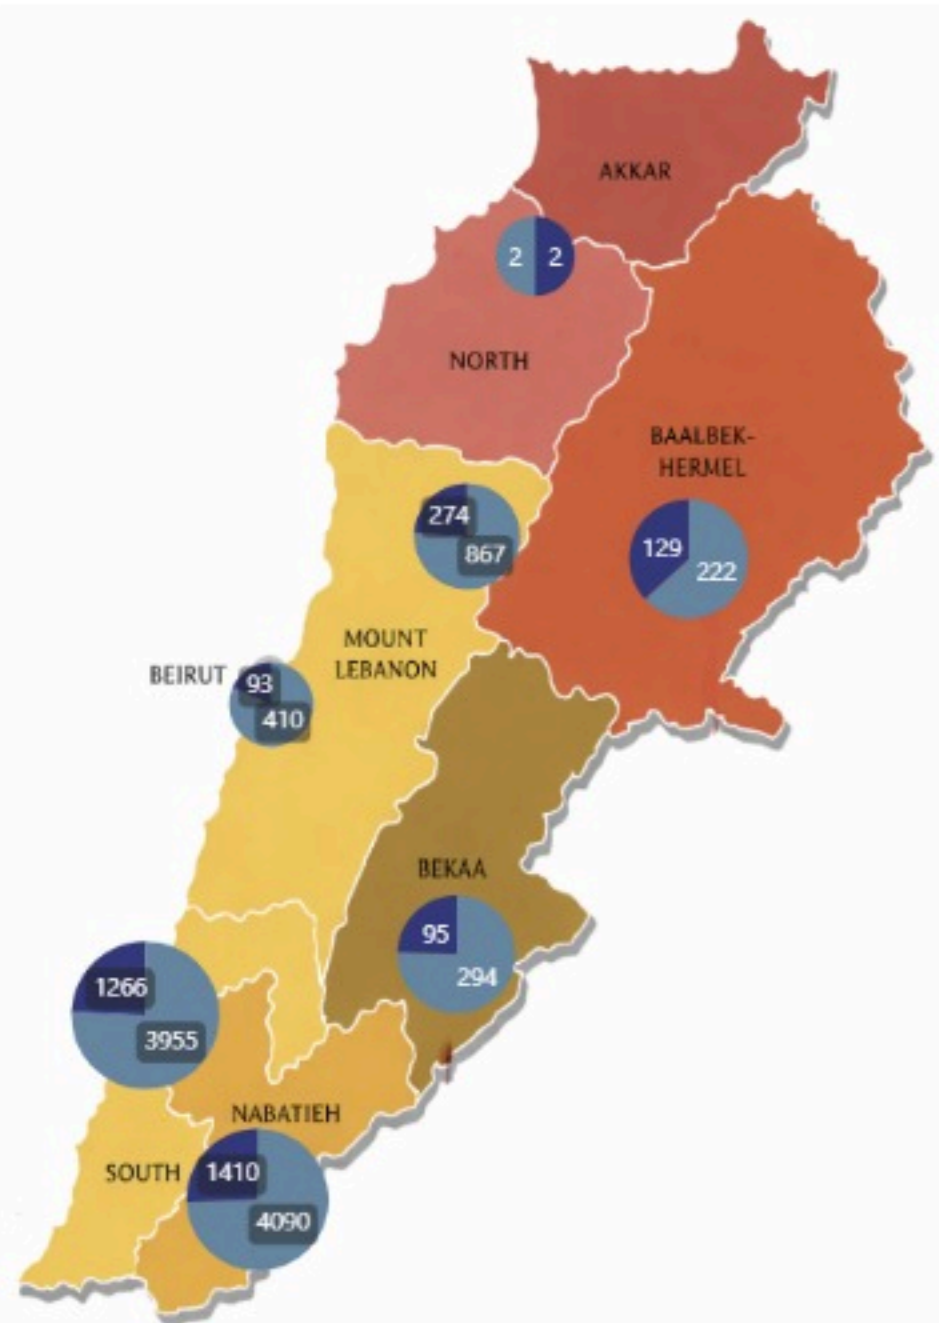 AKKAR
2 2
NORTH
BAALBEK-
HERMEL
274
867
129
222
MOUNT
LEBANON
BEIRUT
93
410
BEKAA
95
294
1266
3955
NABATIEH
SOUTH
1410
4090